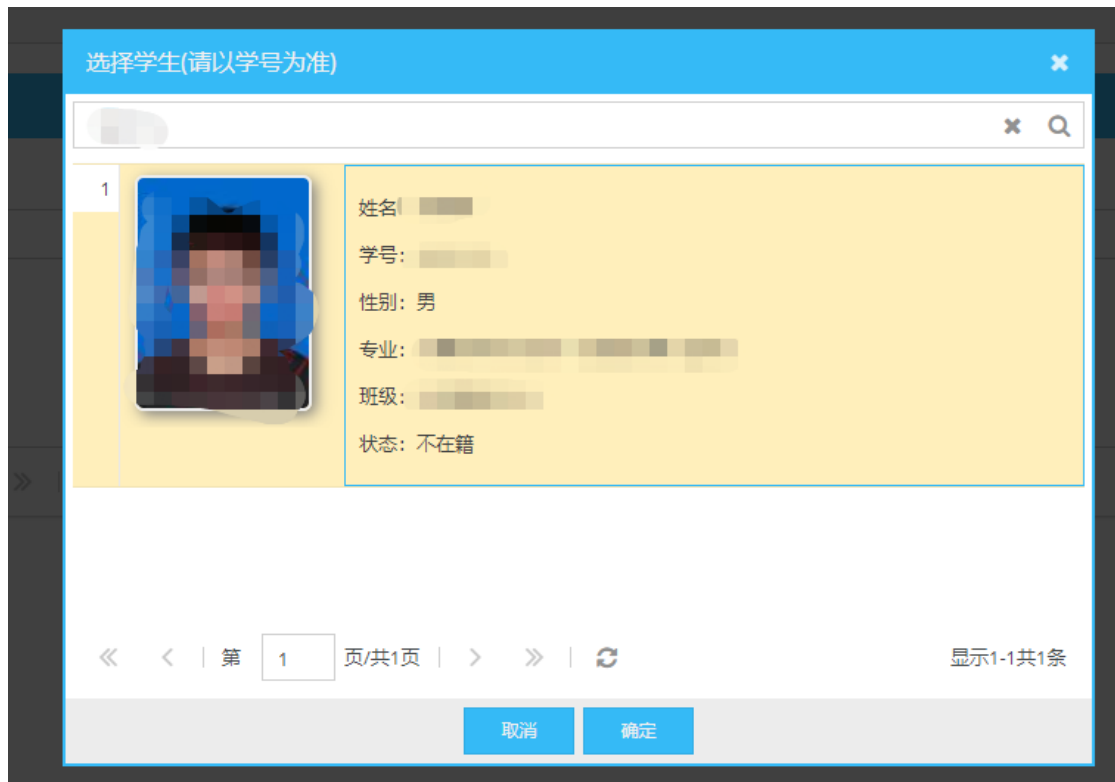 选择学生(请以学号为准)
1
姓名
学号:
性别: 男
专业:
班级:
状态: 不在籍
第 1 页/共1页
显示1-1共1条
取消 确定